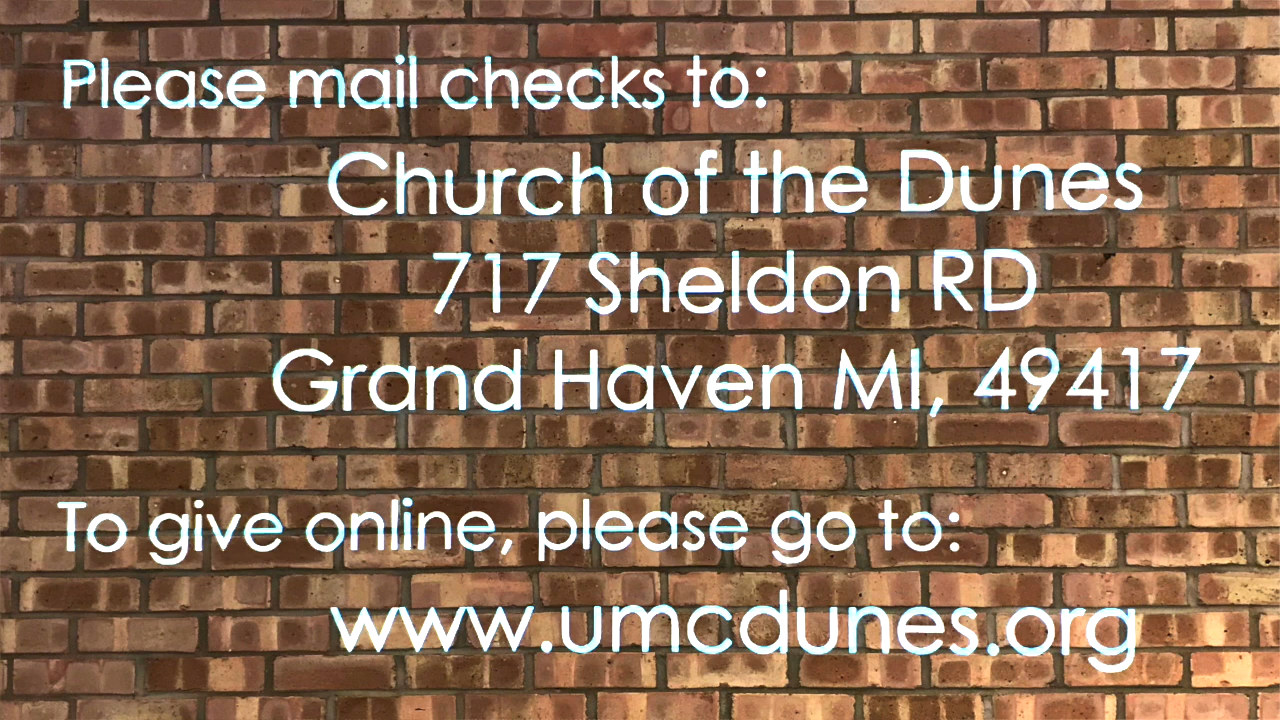 Please mail checks to:
Church of the Dunes
717 Sheldon RD
Grand Haven MI, 49417
To give online, please go to:
www.umcdunes.org